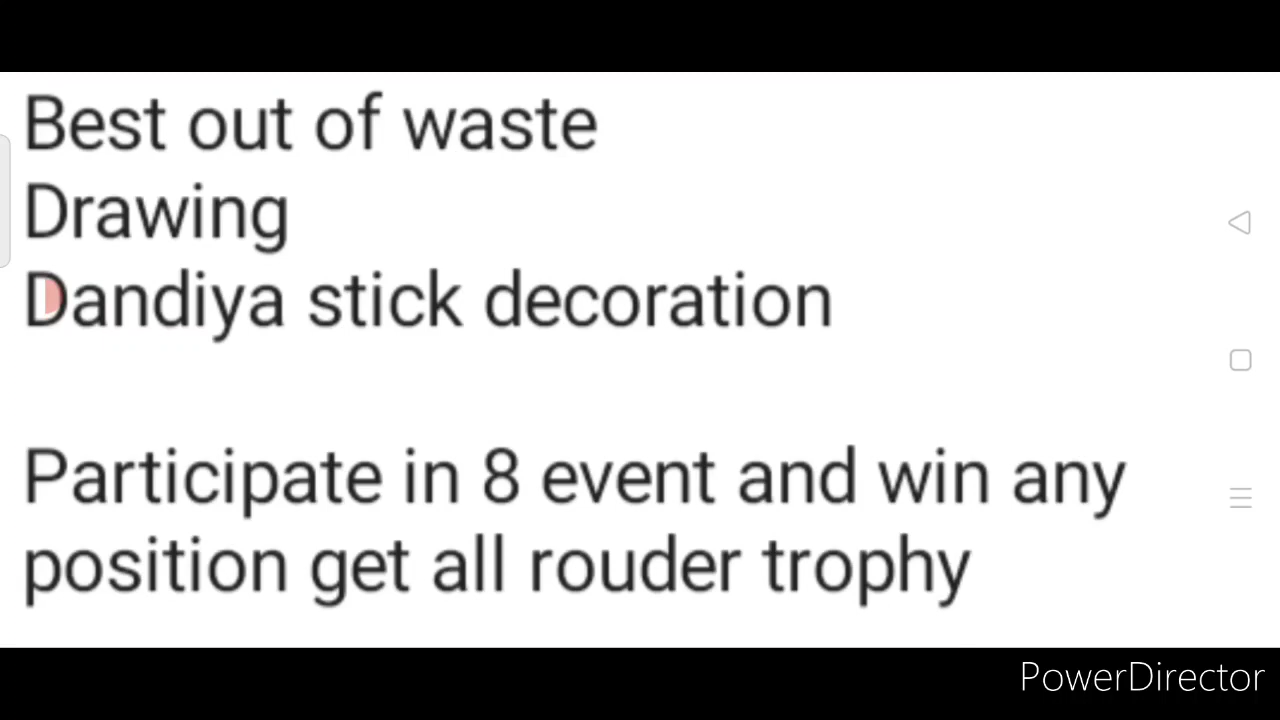 Best out of waste
Drawing
Dandiya stick decoration
Participate in 8 event and win any
position get all rouder trophy
PowerDirector